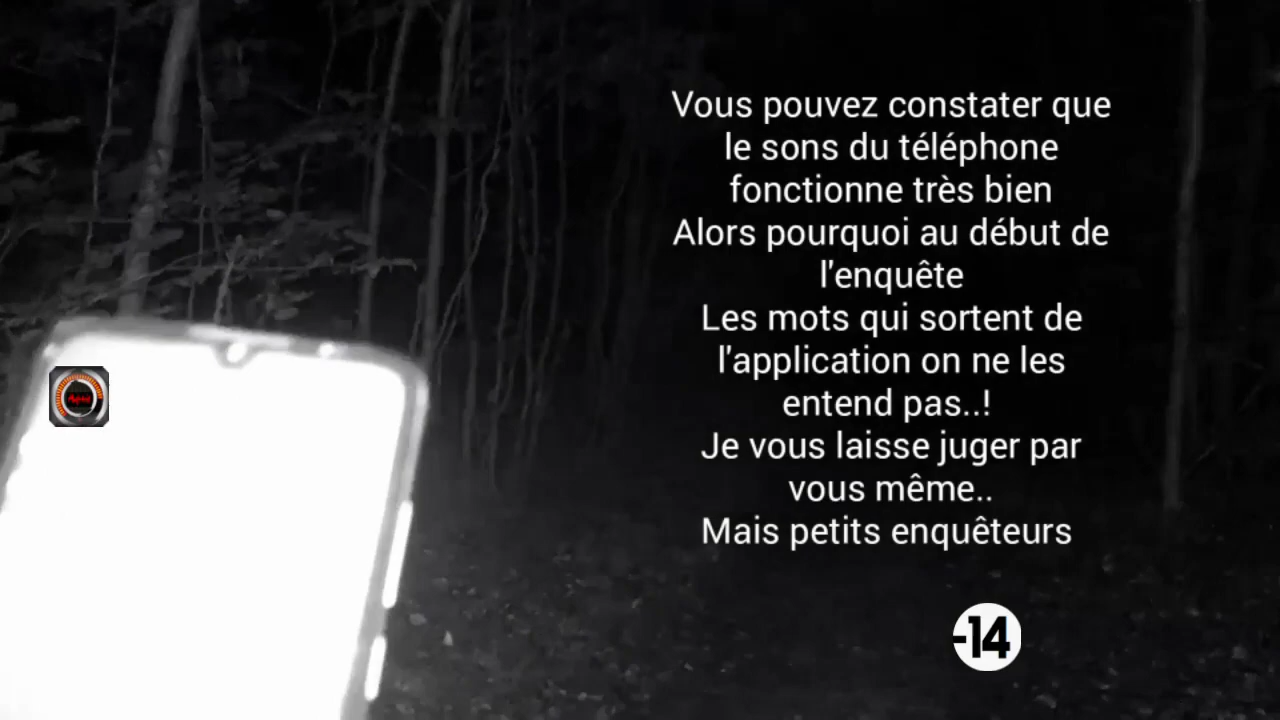 Vous pouvez constater que
le sons du téléphone
fonctionne très bien
Alors pourquoi au début de
l'enquête
Les mots qui sortent de
l'application on ne les
entend pas..!
Je vous laisse juger par
vous même..
Mais petits enquêteurs
-14